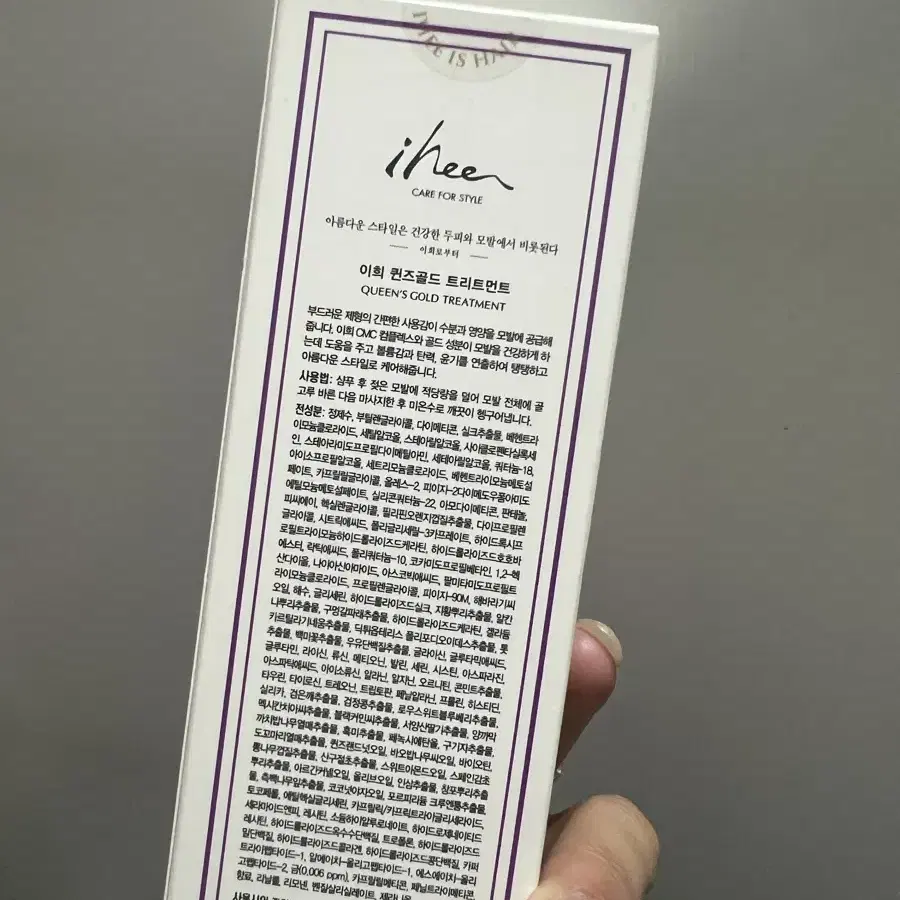 IHEE IS HAIR
ihee
CARE FOR STYLE
아름다운 스타일은 건강한 두피와 모발에서 비롯된다
이희로부터
이희 퀸즈골드 트리트먼트
QUEEN'S GOLD TREATMENT
부드러운 제형의 간편한 사용감이 수분과 영양을 모발에 공급해
줍니다. 이희 CMC 컴플렉스와 골드 성분이 모발을 건강하게 하
는데 도움을 주고 볼륨감과 탄력, 윤기를 연출하여 탱탱하고
아름다운 스타일로 케어해줍니다.
사용법: 샴푸 후 젖은 모발에 적당량을 덜어 모발 전체에 골
고루 바른 다음 마사지한 후 미온수로 깨끗이 헹구어냅니다.
전성분: 정제수, 부틸렌글라이콜, 다이메티콘, 실크추출물, 베헨트라
이모늄클로라이드, 세틸알코올, 스테아릴알코올, 사이클로펜타실록세
인, 스테아라미도프로필다이메틸아민, 세테아릴알코올, 쿼터늄-18,
아이소프로필알코올, 세트리모늄클로라이드, 베헨트라이모늄메토설
페이트, 카프릴릴글라이콜, 올레스-2, 피이자-2다이메도우폼아미도
에틸모늄메토설페이트, 실리콘쿼터늄-22, 아모다이메티콘, 판테놀,
피씨에이, 헥실렌글라이콜, 필리핀오렌지껍질추출물, 다이프로필렌
글라이콜, 시트릭애씨드, 폴리글리세릴-3카프레이트, 하이드록시프
로필트라이모늄하이드롤라이즈드케라틴, 하이드롤라이즈드호호바
에스터, 락틱애씨드, 폴리쿼터늄-10, 코카미도프로필베타인, 1,2-헥
산다이올, 나이아신아마이드, 아스코빅애씨드, 팔미타미도프로필트
라이모늄클로라이드, 프로필렌글라이콜, 피이자-90M, 해바라기씨
오일, 해수, 글리세린, 하이드롤라이즈드실크, 지황뿌리추출물, 알칸
나뿌리추출물, 구멍갈파래추출물, 하이드롤라이즈드케라틴, 겔리듐
카르틸라기네움추출물, 딕튭테리스 폴리포디오이데스추출물, 톳
추출물, 백마꽃추출물, 우유단백질추출물, 글라이신, 글루타믹애씨드,
글루타민, 라이신, 류신, 메티오닌, 발린, 세린, 시스틴, 아스파라진,
아스파틱애씨드, 아이소류신, 알라닌, 알지닌, 오르니틴, 콘민트추출물,
타우린, 타이로신, 트레오닌, 트립토판, 페닐알라닌, 프롤린, 히스티딘,
실리카, 검은깨추출물, 검정콩추출물, 로우스위트블루베리추출물,
멕시칸치아씨추출물, 블랙커민씨추출물, 서양산딸기추출물, 양까막
까치밥나무열매추출물, 흑미추출물, 페녹시에탄올, 구기자추출물,
도꼬마리열매추출물, 퀸즈랜드넛오일, 바오밥나무씨오일, 바이오틴,
통나무껍질추출물, 산구절초추출물, 스위트아몬드오일, 스페인감초
뿌리추출물, 아르간커넬오일, 올리브오일, 인삼추출물, 창포뿌리추출
물, 측백나무잎추출물, 코코넛야자오일, 포르피리듐 크루엔툼추출물,
토코페롤, 에틸헥실글리세린, 카프릴릭/카프릭트라이글리세라이드,
세라마이드엔피, 레시틴, 소듐하이알루로네이트, 하이드로제네이티드
레시틴, 하이드롤라이즈드옥수수단백질, 트로폴론, 하이드롤라이즈드
밀단백질, 하이드롤라이즈드콜라겐, 하이드롤라이즈드콩단백질, 카퍼
트라이펩타이드-1, 알에이치-올리고펩타이드-1, 에스에이치-올리
고펩타이드-2, 금(0.006 ppm), 카프릴릴메티콘, 페닐트라이메티콘,
향료, 리날룰, 리모넨, 벤질살리실레이트, 제라니올